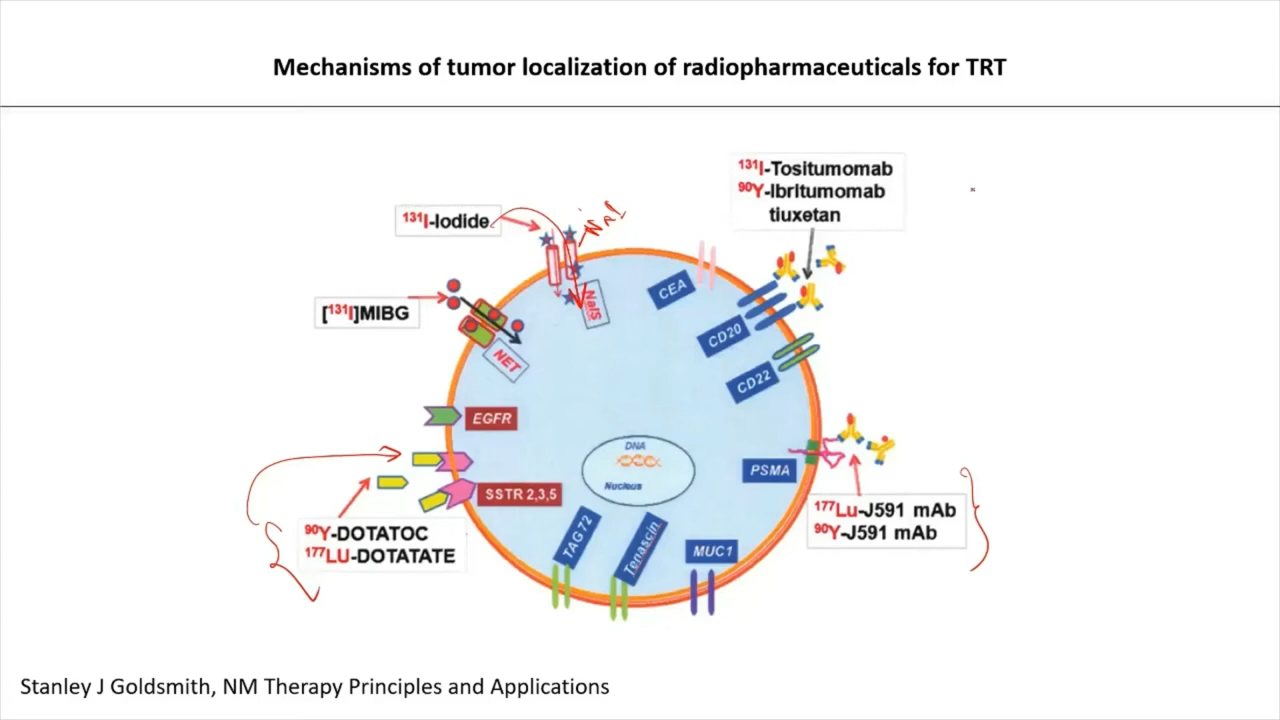 Mechanisms of tumor localization of radiopharmaceuticals for TRT
¹³¹I-Tositumomab
⁹⁰Y-Ibritumomab
tiuxetan
¹³¹I-Iodide
NaI
[¹³¹I]MIBG
NaIS
CEA
CD20
NET
CD22
EGFR
DNA
Nucleus
PSMA
SSTR 2,3,5
¹⁷⁷Lu-J591 mAb
⁹⁰Y-J591 mAb
⁹⁰Y-DOTATOC
¹⁷⁷LU-DOTATATE
TAG 72
Tenascin
MUC1
Stanley J Goldsmith, NM Therapy Principles and Applications